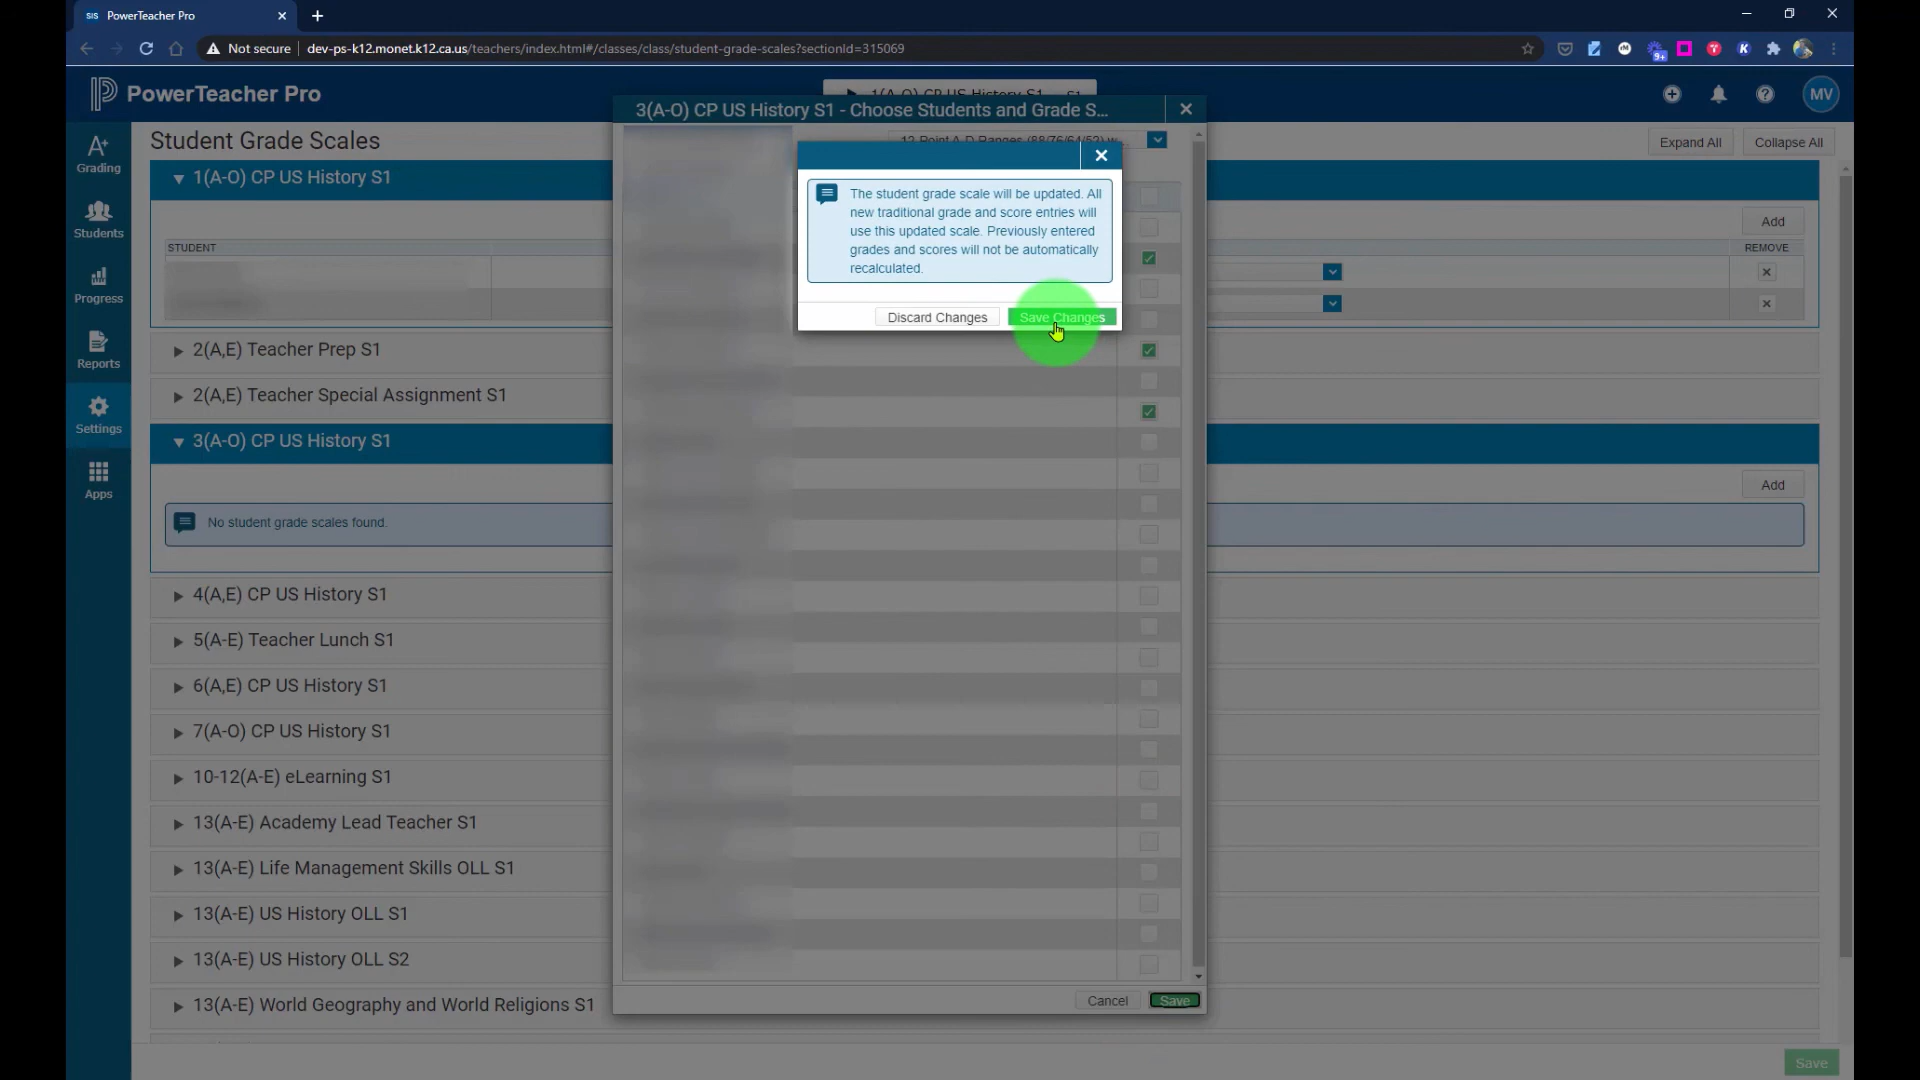 SIS PowerTeacher Pro
Not secure dev-ps-k12.monet.k12.ca.us/teachers/index.html#/classes/class/student-grade-scales?sectionId=315069
9+
PowerTeacher Pro
1(A-O) CP US History S1 - S1
MV
3(A-O) CP US History S1 - Choose Students and Grade S...
12 Point A-D Ranges (88/76/64/52) w...
Student Grade Scales
Expand All
Collapse All
A+
Grading
Students
Progress
Reports
Settings
Apps
1(A-O) CP US History S1
Add
STUDENT
REMOVE
The student grade scale will be updated. All
new traditional grade and score entries will
use this updated scale. Previously entered
grades and scores will not be automatically
recalculated.
Discard Changes
Save Changes
2(A,E) Teacher Prep S1
2(A,E) Teacher Special Assignment S1
3(A-O) CP US History S1
Add
No student grade scales found.
4(A,E) CP US History S1
5(A-E) Teacher Lunch S1
6(A,E) CP US History S1
7(A-O) CP US History S1
10-12(A-E) eLearning S1
13(A-E) Academy Lead Teacher S1
13(A-E) Life Management Skills OLL S1
13(A-E) US History OLL S1
13(A-E) US History OLL S2
13(A-E) World Geography and World Religions S1
Cancel
Save
Save